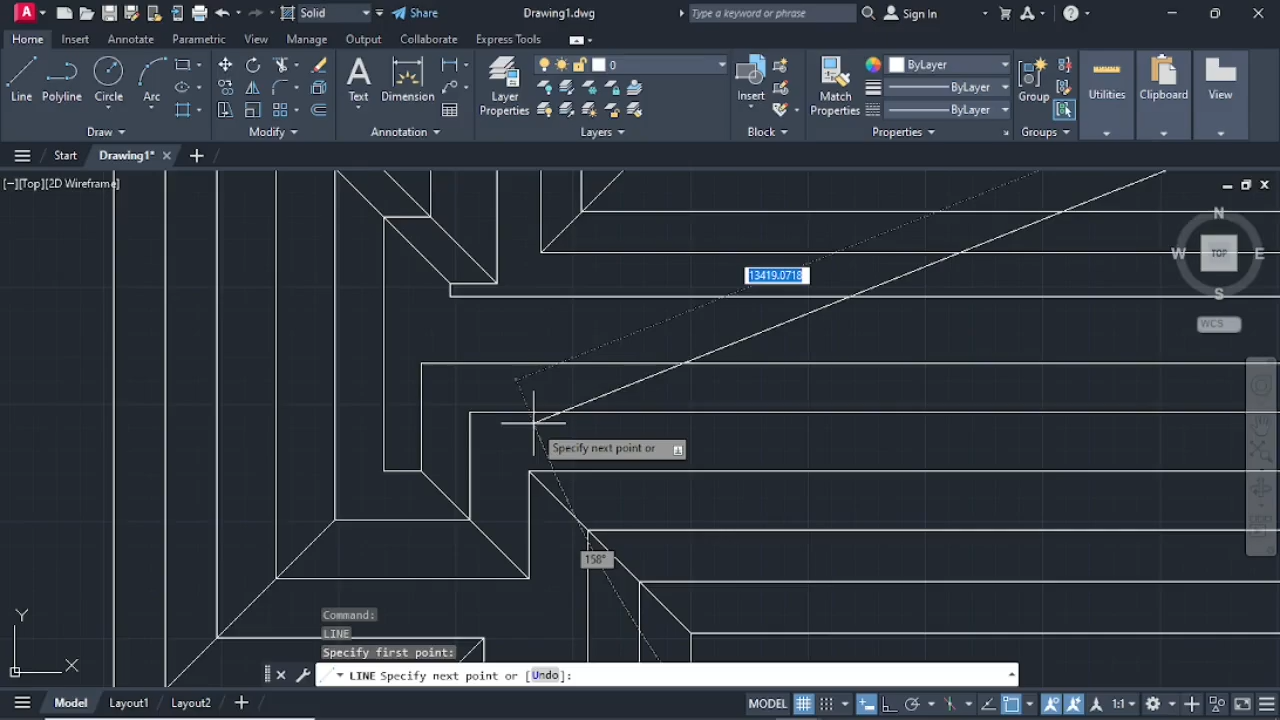 A
Solid
Share
Drawing1.dwg
Type a keyword or phrase
Sign In
Home
Insert
Annotate
Parametric
View
Manage
Output
Collaborate
Express Tools
Line
Polyline
Circle
Arc
Text
Dimension
Layer
Properties
0
Insert
Match
Properties
ByLayer
ByLayer
ByLayer
Group
Utilities
Clipboard
View
Draw
Modify
Annotation
Layers
Block
Properties
Groups
Start
Drawing1*
[−][Top][2D Wireframe]
N
W
TOP
E
S
WCS
13419.0718
Specify next point or
158°
Y
X
Command:
LINE
Specify first point:
LINE Specify next point or [Undo]:
Model
Layout1
Layout2
MODEL
1:1